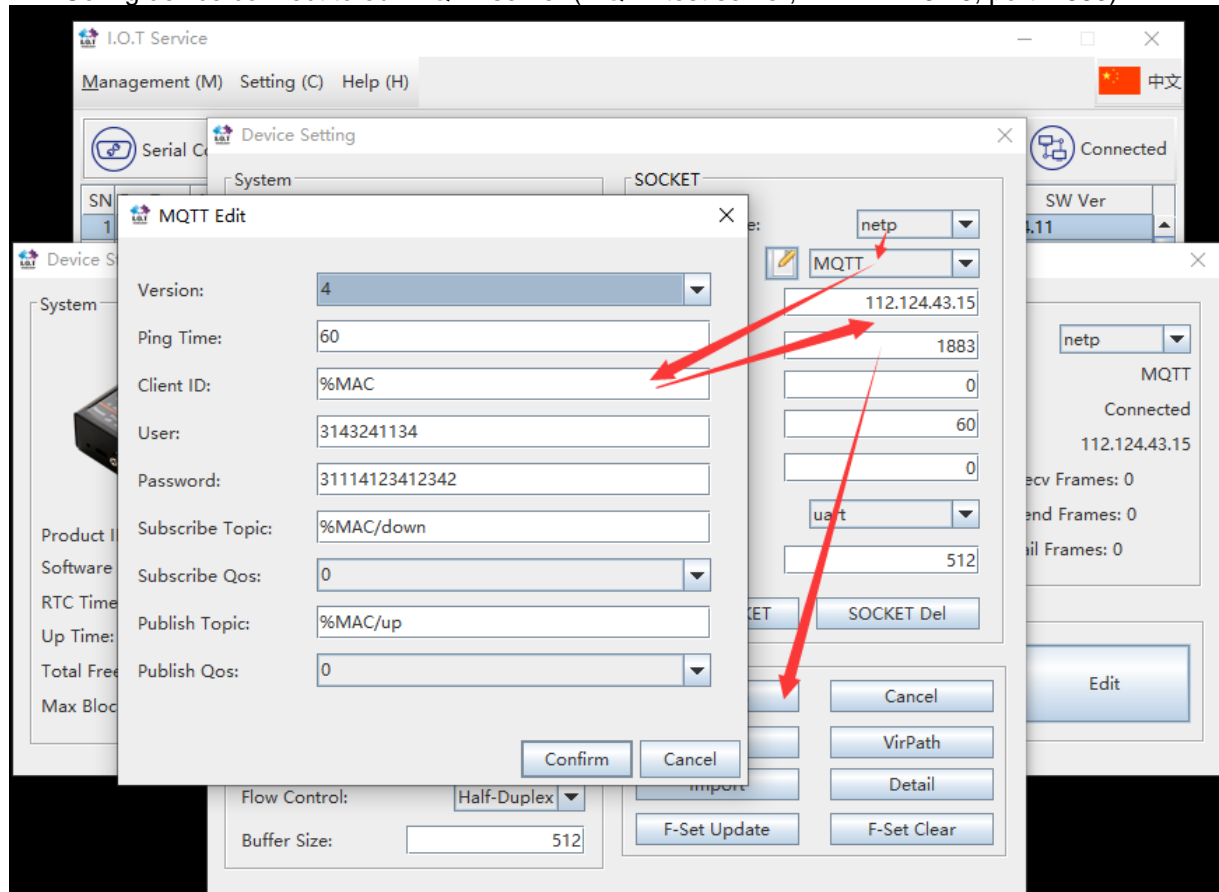 I.O.T Service
Management (M) Setting (C) Help (H)
中文
Serial
Device Setting
Connected
System
SOCKET
SN
SW Ver
1
MQTT Edit
netp
Device
MQTT
System
Version:
4
112.124.43.15
Ping Time:
60
1883
netp
Client ID:
%MAC
0
MQTT
Connected
User:
3143241134
60
112.124.43.15
Password:
31114123412342
0
Frames: 0
Subscribe Topic:
%MAC/down
uart
Frames: 0
Product
Software
Subscribe Qos:
0
512
Frames: 0
RTC Time
Publish Topic:
%MAC/up
SOCKET Del
Up Time:
Total Free
Publish Qos:
0
Cancel
Edit
Max Bloc
VirPath
Confirm
Cancel
Import
Detail
Flow Control:
Half-Duplex
F-Set Update
F-Set Clear
Buffer Size:
512